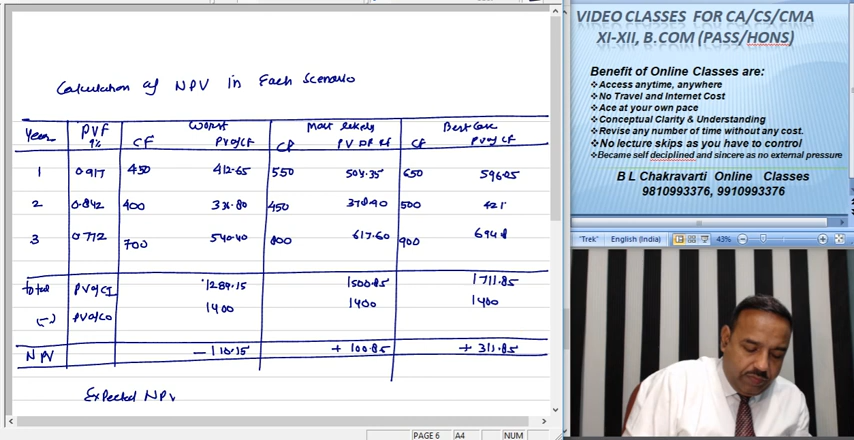 Calculation of NPV in Each Scenario
Year PVF 9% Worst Most likely Best Case
CF PV of CF CF PV of CF CF PV of CF
1 0.917 450 412.65 550 504.35 650 596.05
2 0.842 400 336.80 450 378.90 500 421
3 0.772 700 540.40 800 617.60 900 694.8
Total PV of CI 1289.15 1500.85 1711.85
(-) PV of CO 1400 1400 1400
NPV - 110.15 + 100.85 + 311.85
Expected NPV
PAGE 6 A4 NUM
VIDEO CLASSES FOR CA/CS/CMA
XI-XII, B.COM (PASS/HONS)
Benefit of Online Classes are:
❖Access anytime, anywhere
❖No Travel and Internet Cost
❖Ace at your own pace
❖Conceptual Clarity & Understanding
❖Revise any number of time without any cost.
❖No lecture skips as you have to control
❖Became self deciplined and sincere as no external pressure
B L Chakravarti Online Classes
9810993376, 9910993376
"Trek" English (India) 43%